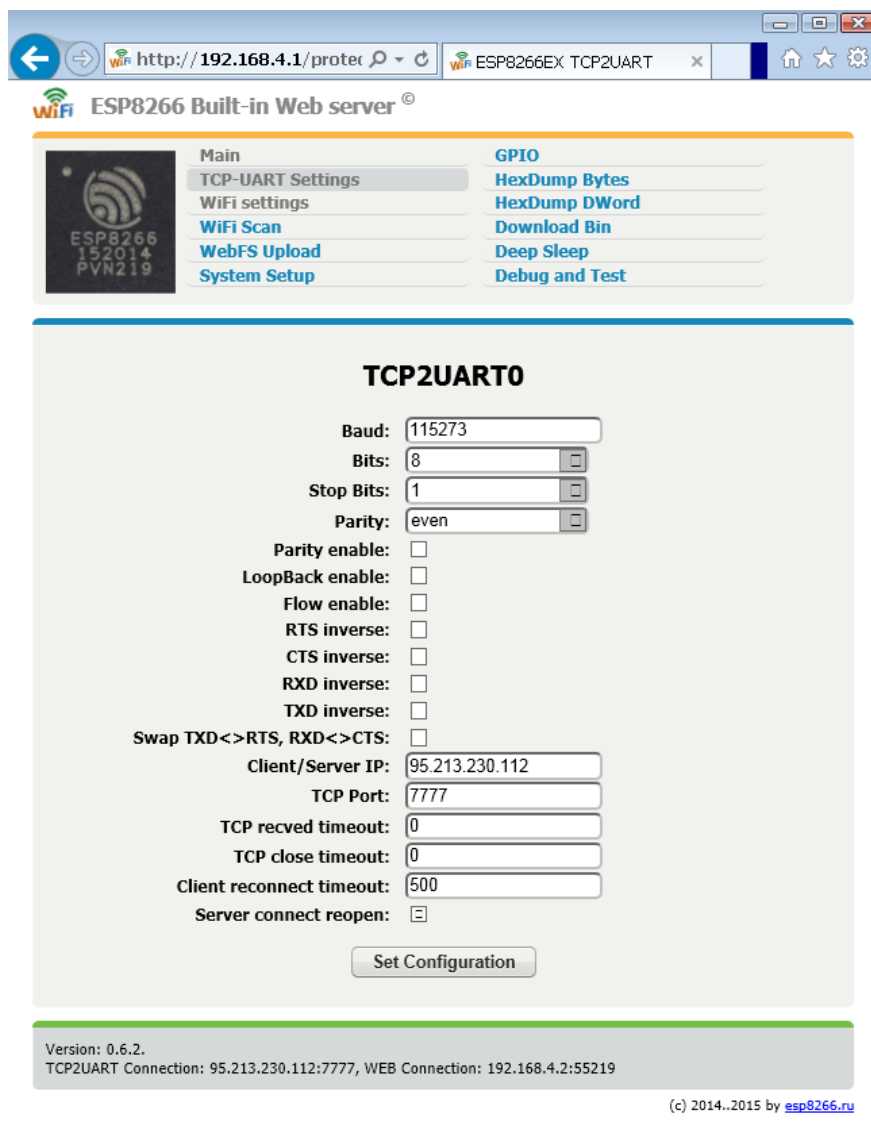 http://192.168.4.1/protec
ESP8266EX TCP2UART
WiFi ESP8266 Built-in Web server ©
Main
GPIO
TCP-UART Settings
HexDump Bytes
WiFi settings
HexDump DWord
WiFi Scan
Download Bin
WebFS Upload
Deep Sleep
System Setup
Debug and Test
ESP8266
152014
PVN219
TCP2UART0
Baud: 115273
Bits: 8
Stop Bits: 1
Parity: even
Parity enable:
LoopBack enable:
Flow enable:
RTS inverse:
CTS inverse:
RXD inverse:
TXD inverse:
Swap TXD<>RTS, RXD<>CTS:
Client/Server IP: 95.213.230.112
TCP Port: 7777
TCP recved timeout: 0
TCP close timeout: 0
Client reconnect timeout: 500
Server connect reopen:
Set Configuration
Version: 0.6.2.
TCP2UART Connection: 95.213.230.112:7777, WEB Connection: 192.168.4.2:55219
(c) 2014..2015 by esp8266.ru